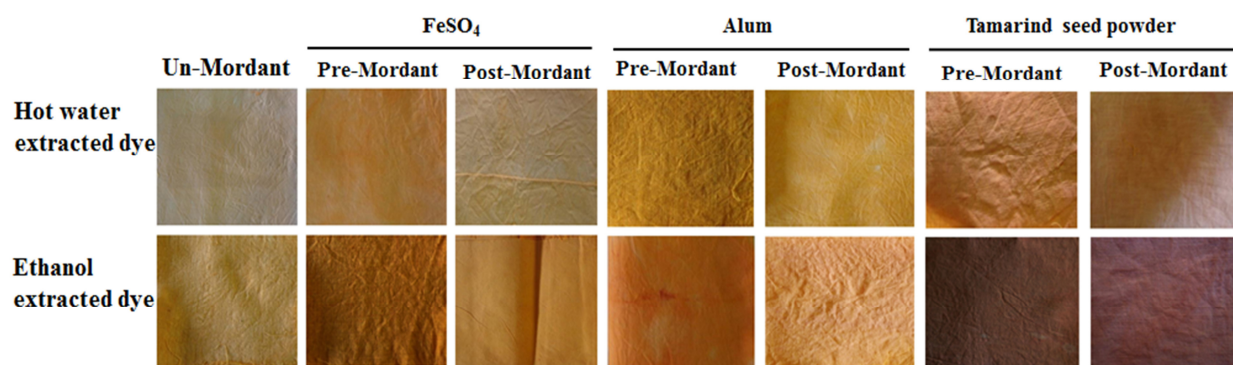 FeSO₄ Alum Tamarind seed powder
Un-Mordant Pre-Mordant Post-Mordant Pre-Mordant Post-Mordant Pre-Mordant Post-Mordant
Hot water
extracted dye
Ethanol
extracted dye